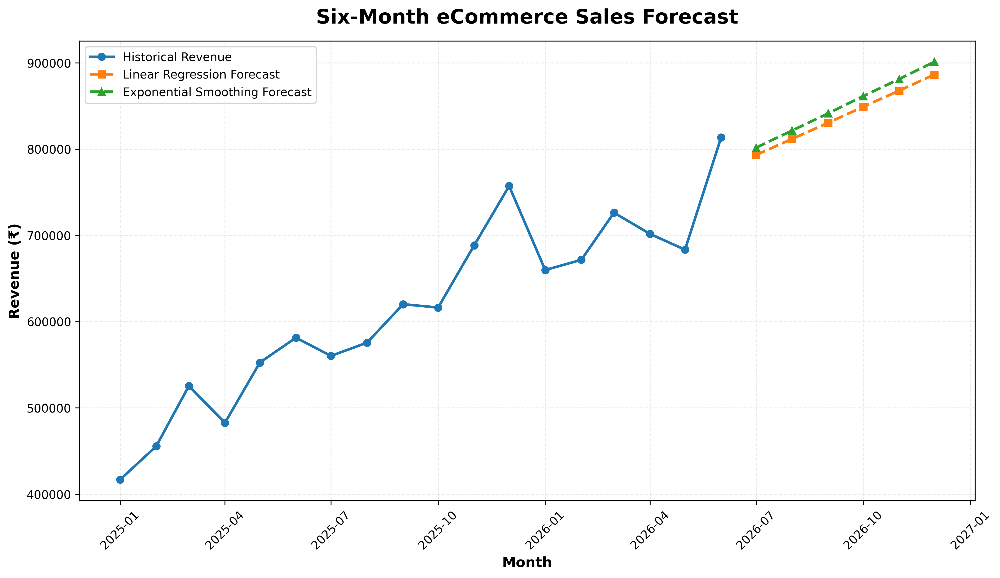 Six-Month eCommerce Sales Forecast
Historical Revenue
Linear Regression Forecast
Exponential Smoothing Forecast
Revenue (₹)
900000
800000
700000
600000
500000
400000
2025-01
2025-04
2025-07
2025-10
2026-01
2026-04
2026-07
2026-10
2027-01
Month